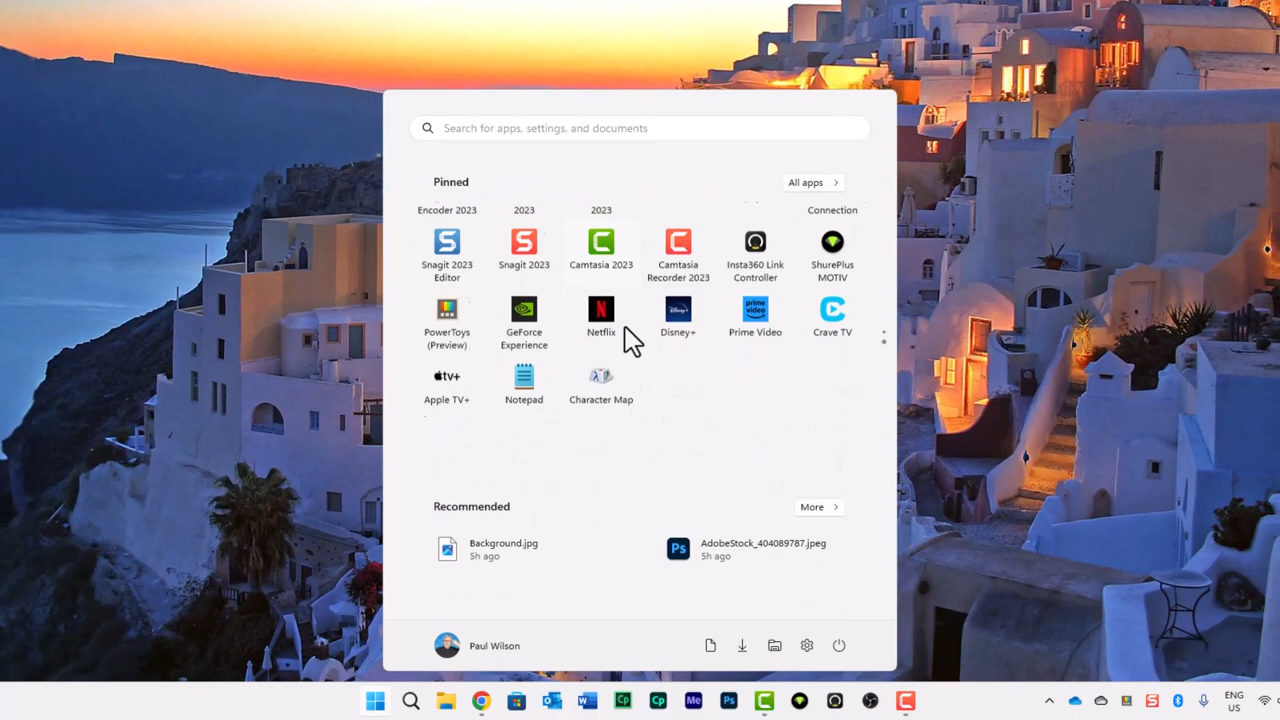 Search for apps, settings, and documents
Pinned
All apps
Encoder 2023
2023
2023
Connection
Snagit 2023
Editor
Snagit 2023
Camtasia 2023
Camtasia
Recorder 2023
Insta360 Link
Controller
ShurePlus
MOTIV
PowerToys
(Preview)
GeForce
Experience
Netflix
Disney+
Prime Video
Crave TV
tv+
Apple TV+
Notepad
Character Map
Recommended
More
Background.jpg
5h ago
AdobeStock_404089787.jpeg
5h ago
Paul Wilson
ENG
US